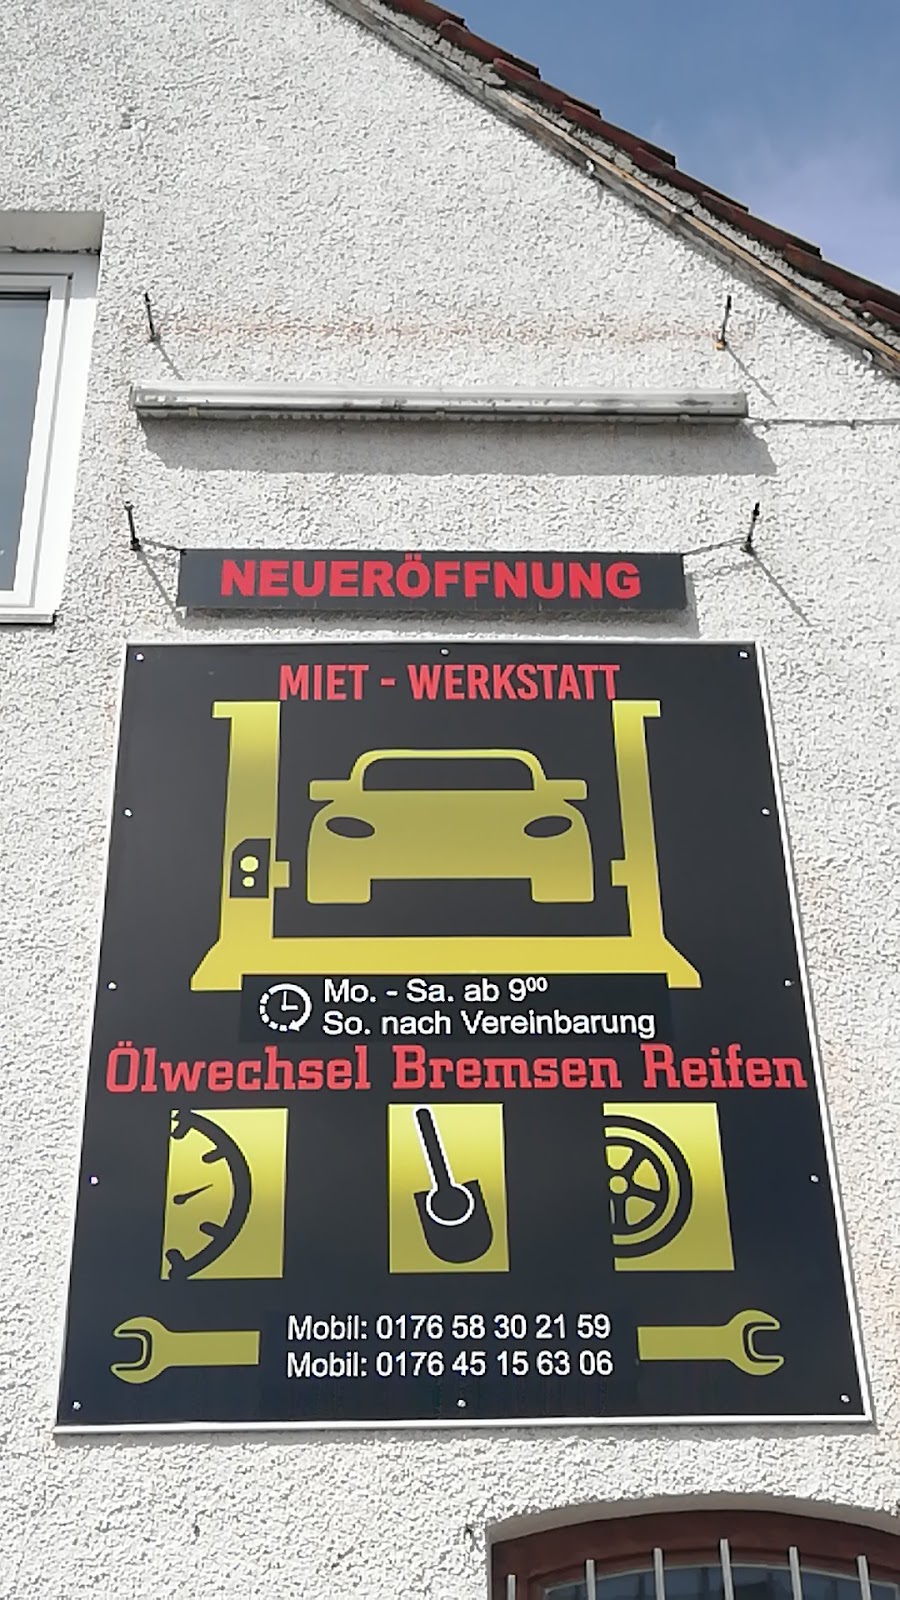 NEUERÖFFNUNG
MIET - WERKSTATT
Mo. - Sa. ab 9⁰⁰
So. nach Vereinbarung
Ölwechsel Bremsen Reifen
Mobil: 0176 58 30 21 59
Mobil: 0176 45 15 63 06